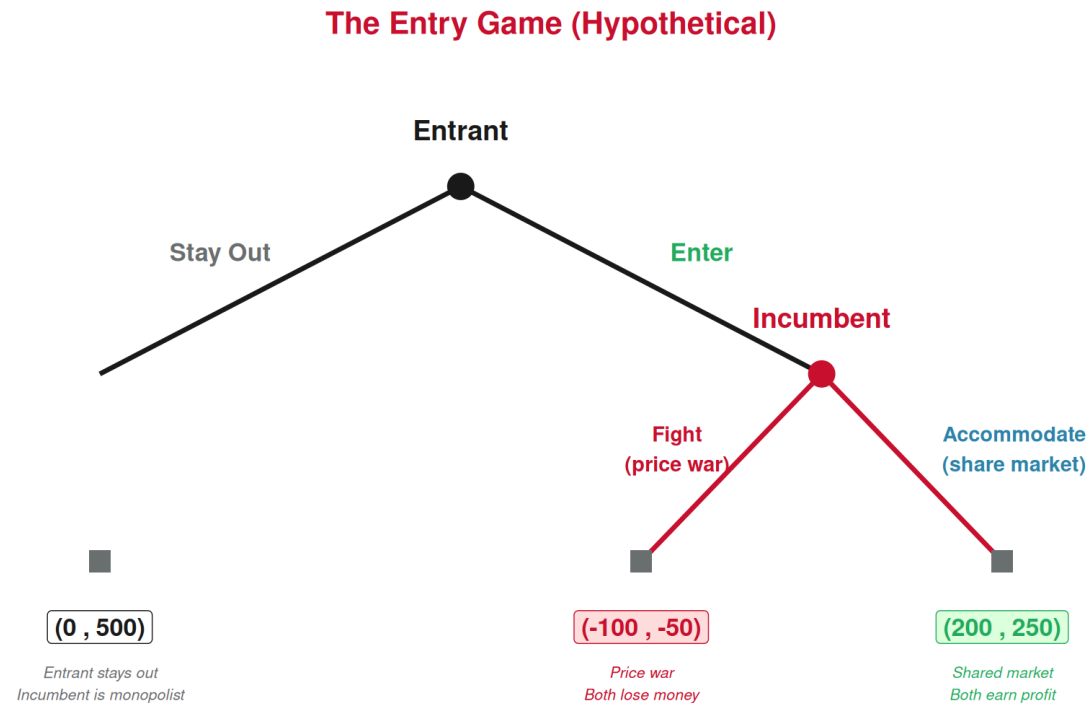 The Entry Game (Hypothetical)
Entrant
Stay Out
Enter
Incumbent
Fight
(price war)
Accommodate
(share market)
(0 , 500)
(-100 , -50)
(200 , 250)
Entrant stays out
Incumbent is monopolist
Price war
Both lose money
Shared market
Both earn profit